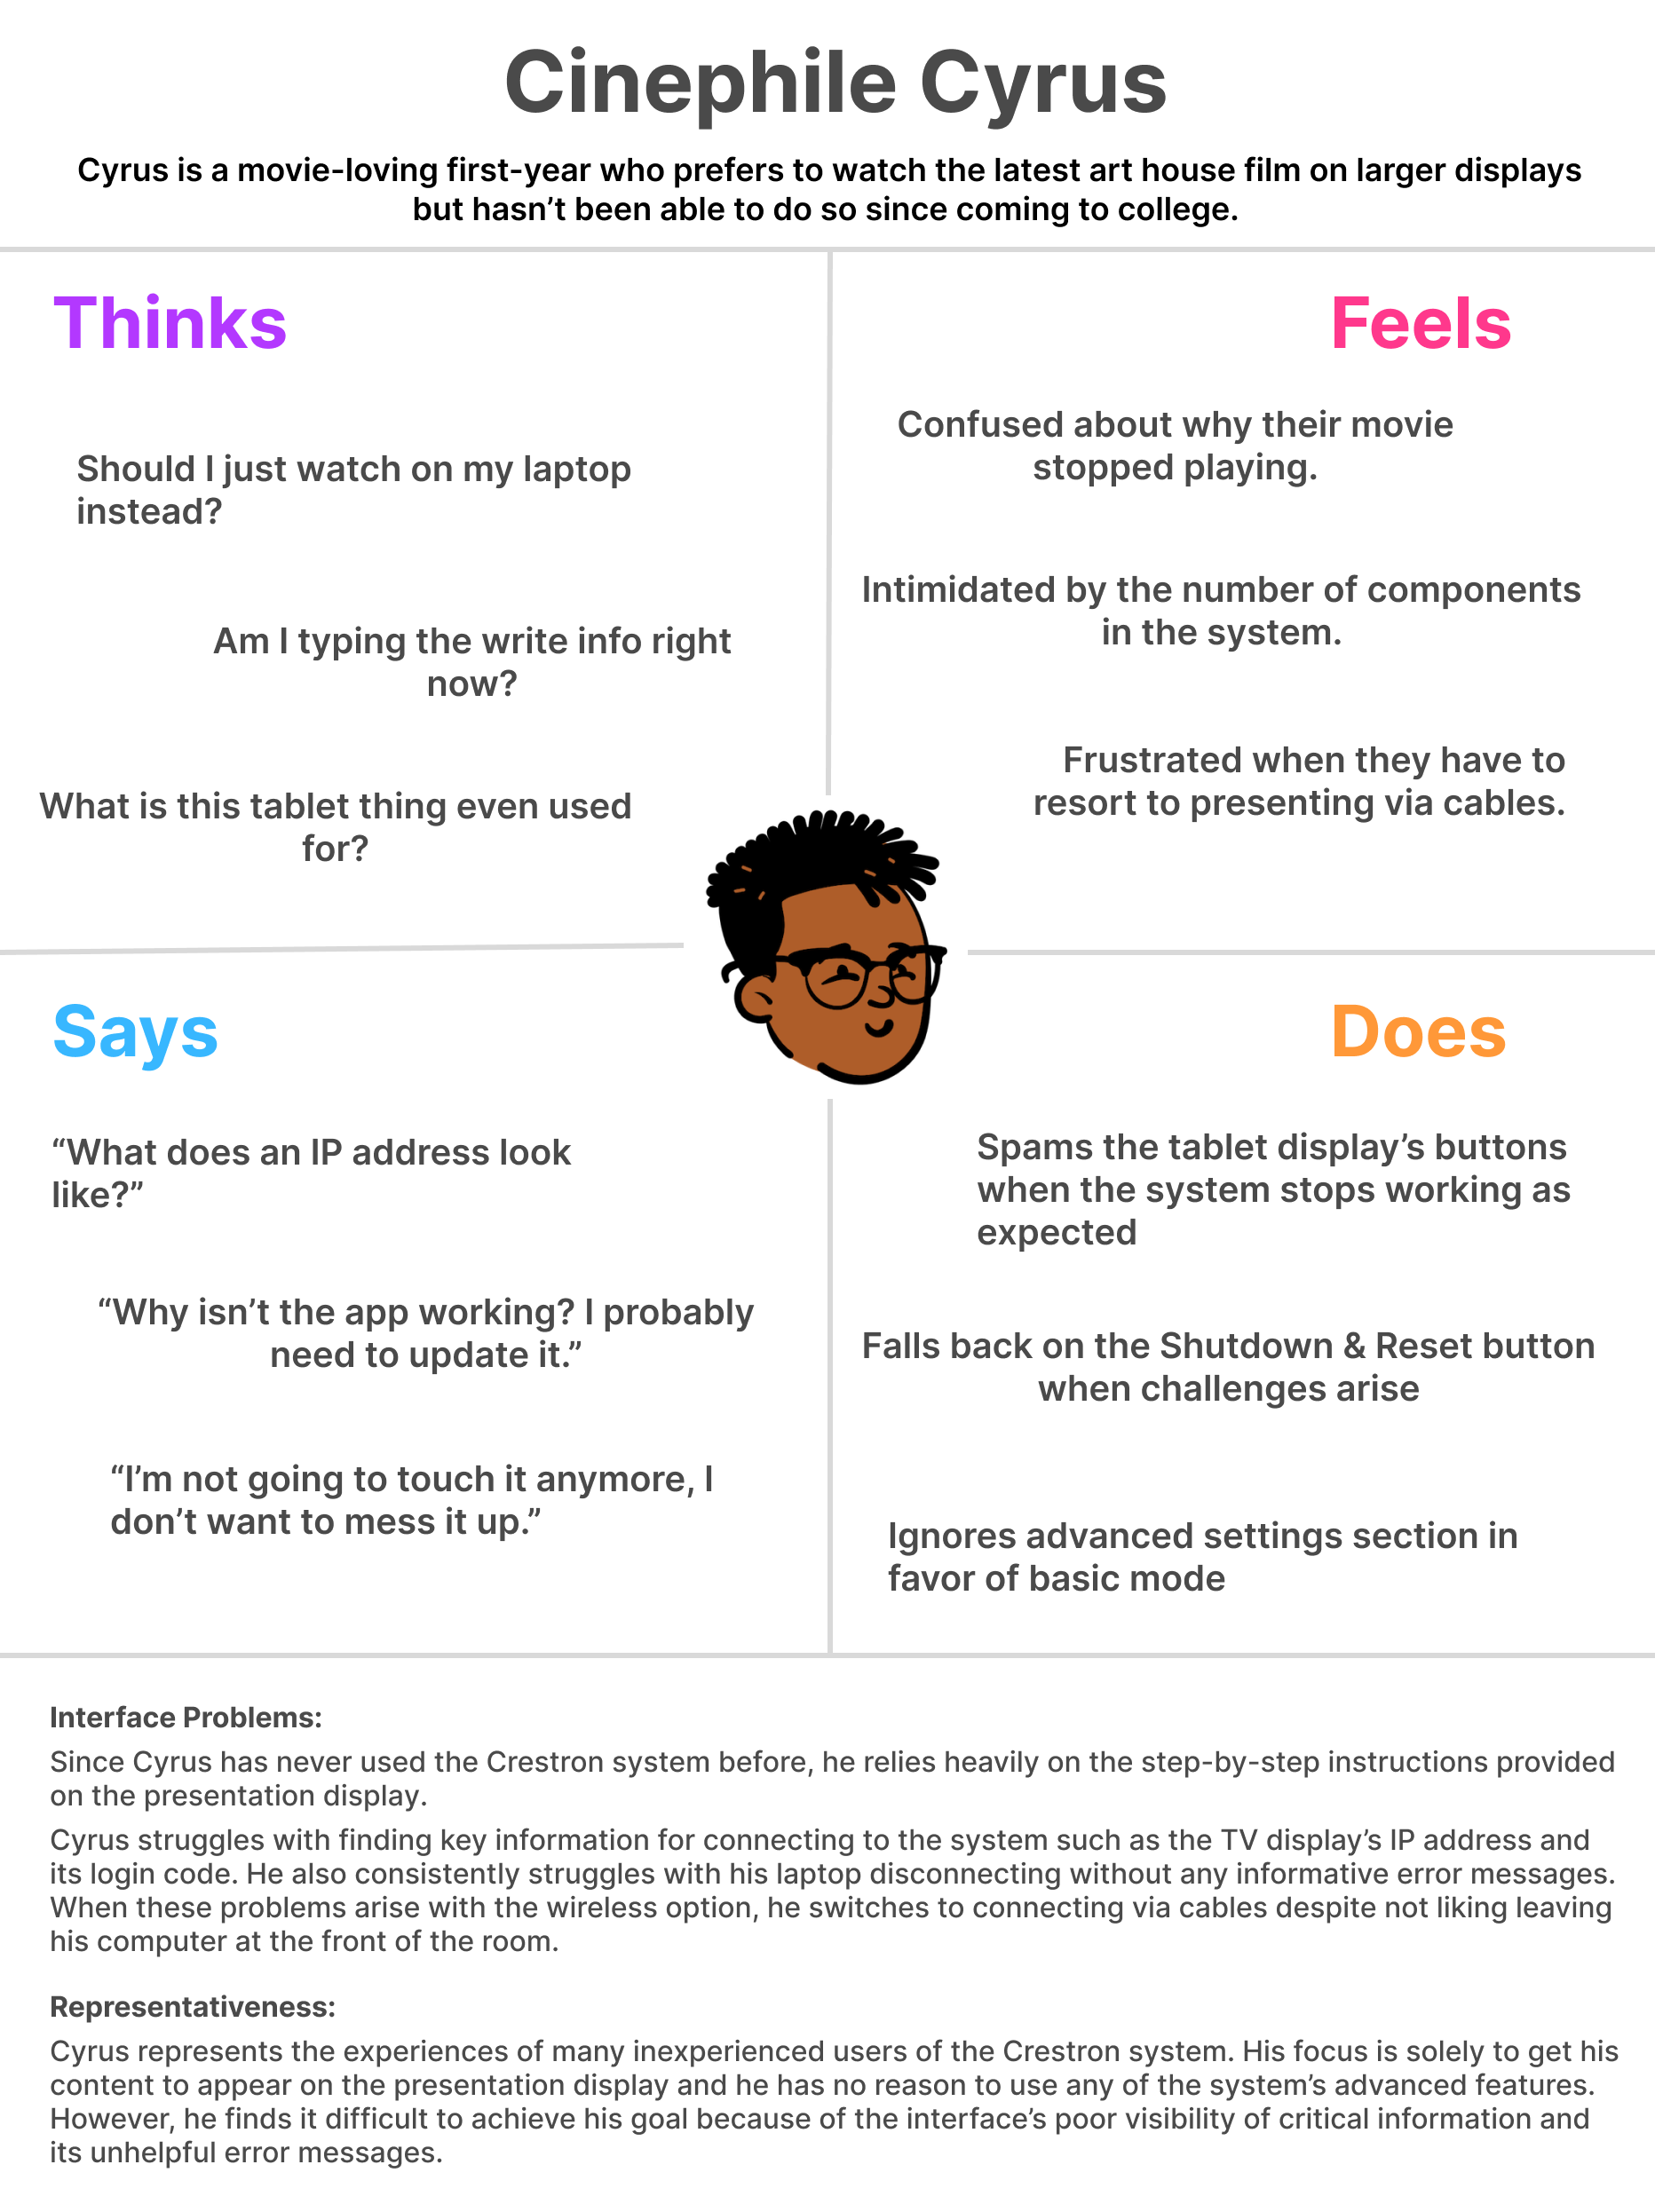 Cinephile Cyrus
Cyrus is a movie-loving first-year who prefers to watch the latest art house film on larger displays
but hasn’t been able to do so since coming to college.
Thinks
Should I just watch on my laptop
instead?
Am I typing the write info right
now?
What is this tablet thing even used
for?
Feels
Confused about why their movie
stopped playing.
Intimidated by the number of components
in the system.
Frustrated when they have to
resort to presenting via cables.
Says
“What does an IP address look
like?”
“Why isn’t the app working? I probably
need to update it.”
“I’m not going to touch it anymore, I
don’t want to mess it up.”
Does
Spams the tablet display’s buttons
when the system stops working as
expected
Falls back on the Shutdown & Reset button
when challenges arise
Ignores advanced settings section in
favor of basic mode
Interface Problems:
Since Cyrus has never used the Crestron system before, he relies heavily on the step-by-step instructions provided
on the presentation display.
Cyrus struggles with finding key information for connecting to the system such as the TV display’s IP address and
its login code. He also consistently struggles with his laptop disconnecting without any informative error messages.
When these problems arise with the wireless option, he switches to connecting via cables despite not liking leaving
his computer at the front of the room.
Representativeness:
Cyrus represents the experiences of many inexperienced users of the Crestron system. His focus is solely to get his
content to appear on the presentation display and he has no reason to use any of the system’s advanced features.
However, he finds it difficult to achieve his goal because of the interface’s poor visibility of critical information and
its unhelpful error messages.